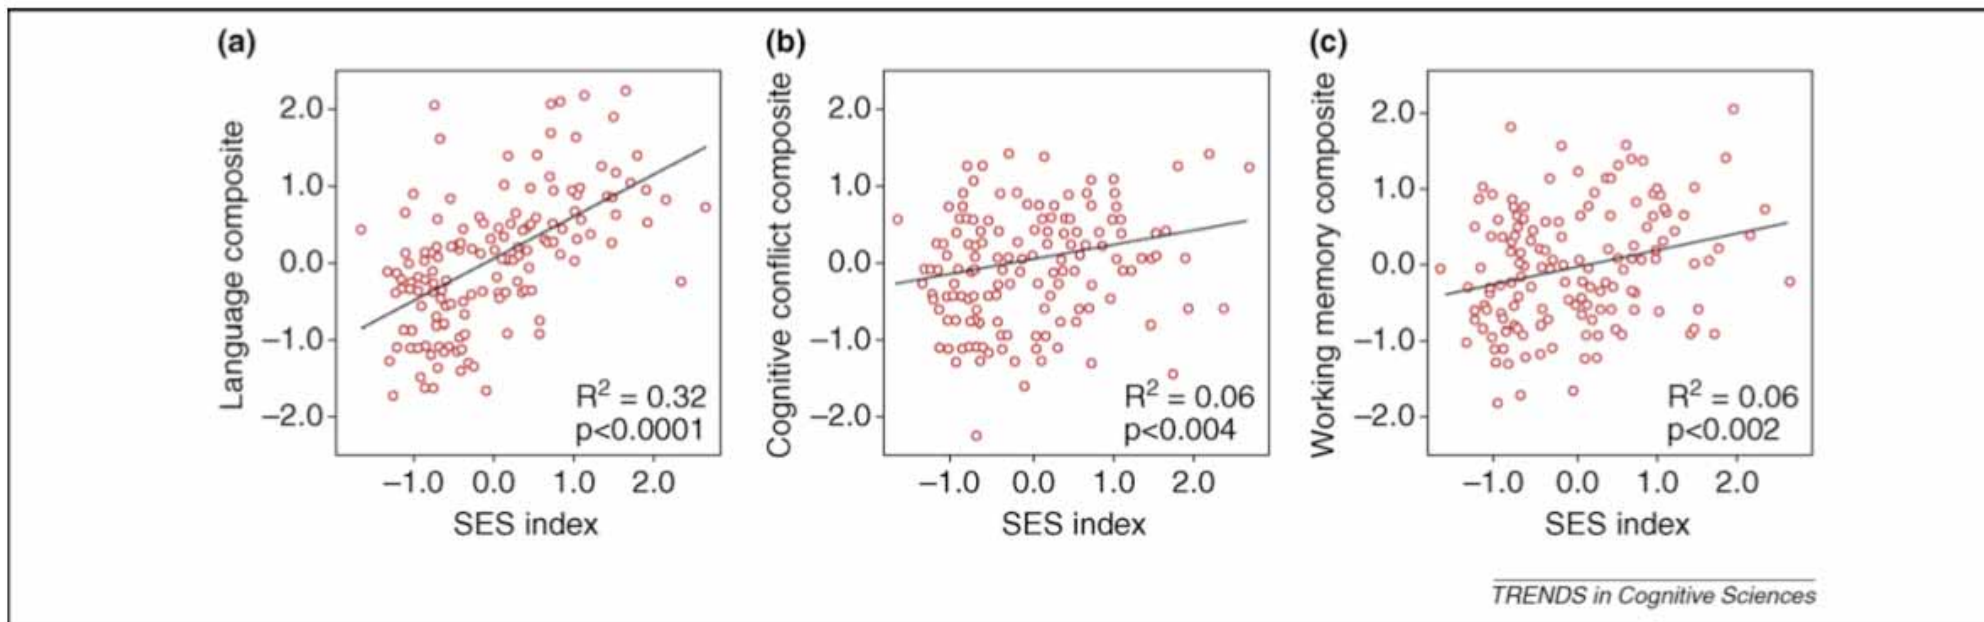 (a)
Language composite
2.0
1.0
0.0
−1.0
−2.0
R² = 0.32
p<0.0001
−1.0 0.0 1.0 2.0
SES index
(b)
Cognitive conflict composite
2.0
1.0
0.0
−1.0
−2.0
R² = 0.06
p<0.004
−1.0 0.0 1.0 2.0
SES index
(c)
Working memory composite
2.0
1.0
0.0
−1.0
−2.0
R² = 0.06
p<0.002
−1.0 0.0 1.0 2.0
SES index
TRENDS in Cognitive Sciences